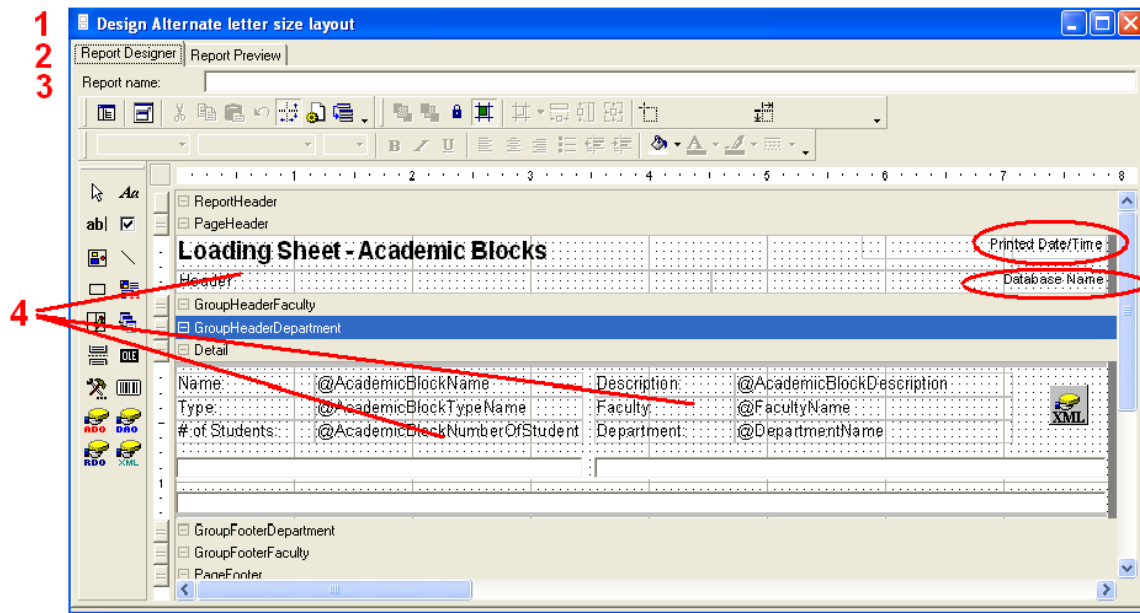 1 Design Alternate letter size layout
2 Report Designer Report Preview
3 Report name:
B I U A
1 2 3 4 5 6 7 8
Aa
ab|
ReportHeader
PageHeader
Loading Sheet - Academic Blocks Printed Date/Time
Header Database Name
GroupHeaderFaculty
4
GroupHeaderDepartment
OLE
Detail
Name: @AcademicBlockName Description: @AcademicBlockDescription
Type: @AcademicBlockTypeName Faculty: @FacultyName
XML
# of Students: @AcademicBlockNumberOfStudent Department: @DepartmentName
ADO DAO
RDO XML
1
GroupFooterDepartment
GroupFooterFaculty
PageFooter